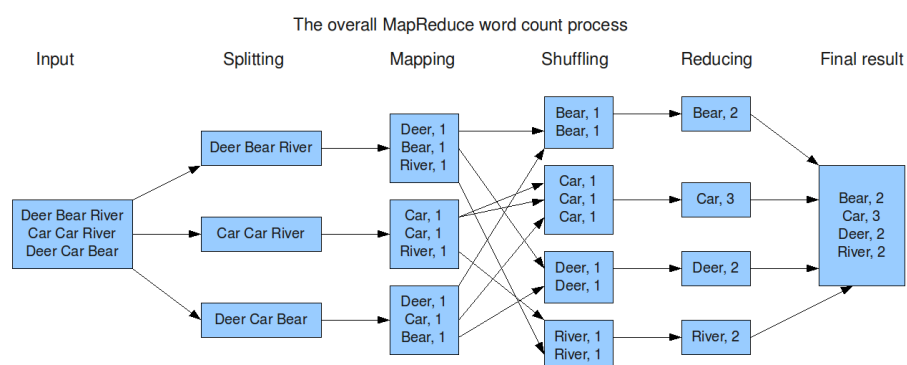 The overall MapReduce word count process
Input
Splitting
Mapping
Shuffling
Reducing
Final result
Deer Bear River
Car Car River
Deer Car Bear
Deer Bear River
Car Car River
Deer Car Bear
Deer, 1
Bear, 1
River, 1
Car, 1
Car, 1
River, 1
Deer, 1
Car, 1
Bear, 1
Bear, 1
Bear, 1
Car, 1
Car, 1
Car, 1
Deer, 1
Deer, 1
River, 1
River, 1
Bear, 2
Car, 3
Deer, 2
River, 2
Bear, 2
Car, 3
Deer, 2
River, 2